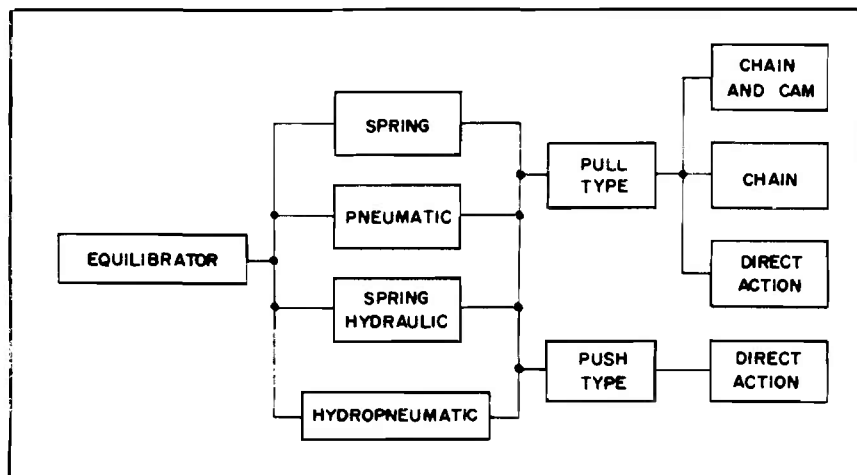 EQUILIBRATOR
SPRING
PNEUMATIC
SPRING
HYDRAULIC
HYDROPNEUMATIC
PULL
TYPE
PUSH
TYPE
CHAIN
AND CAM
CHAIN
DIRECT
ACTION
DIRECT
ACTION